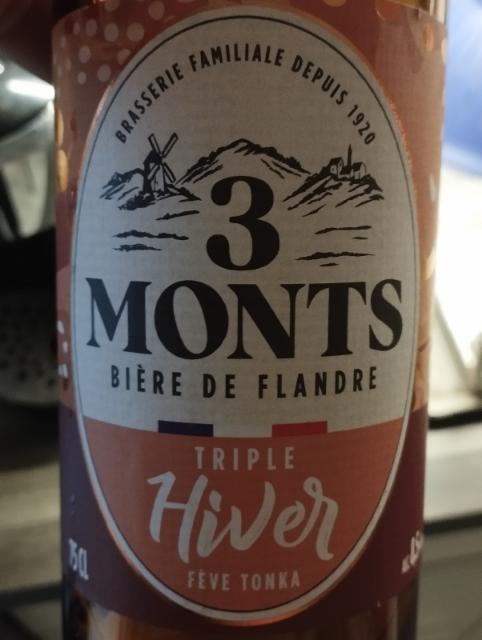 BRASSERIE FAMILIALE DEPUIS 1920
3
MONTS
BIÈRE DE FLANDRE
TRIPLE
Hiver
FÈVE TONKA
75Cl